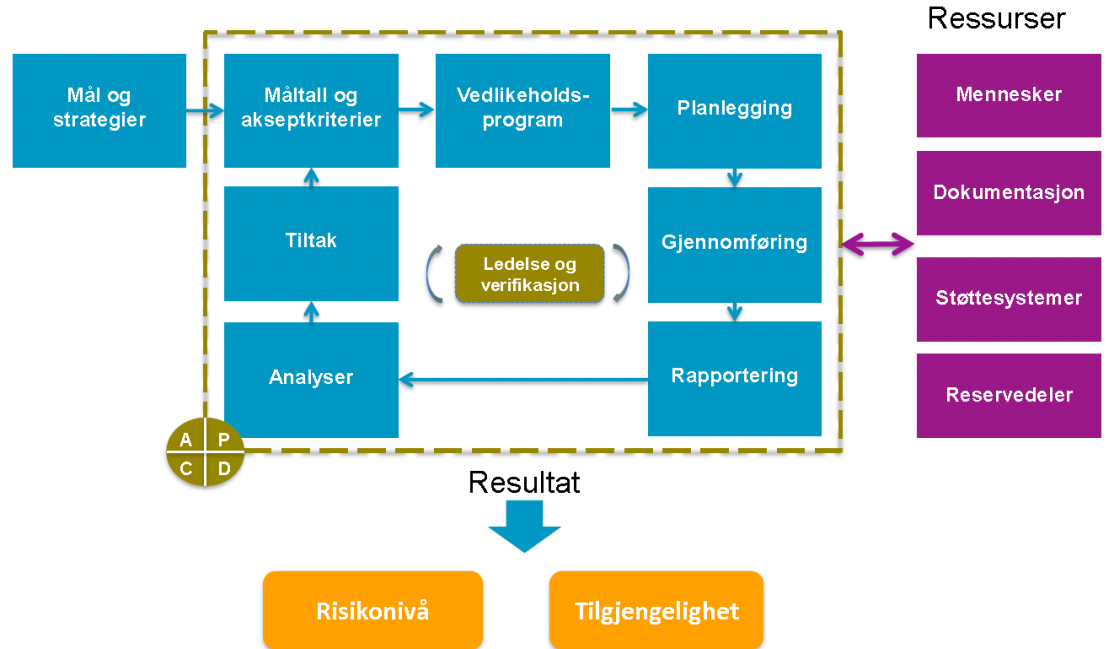 Ressurser
Mål og
strategier
Måltall og
akseptkriterier
Vedlikeholds-
program
Planlegging
Mennesker
Tiltak
Ledelse og
verifikasjon
Gjennomføring
Dokumentasjon
Analyser
Rapportering
Støttesystemer
Reservedeler
A P
C D
Resultat
Risikonivå
Tilgjengelighet